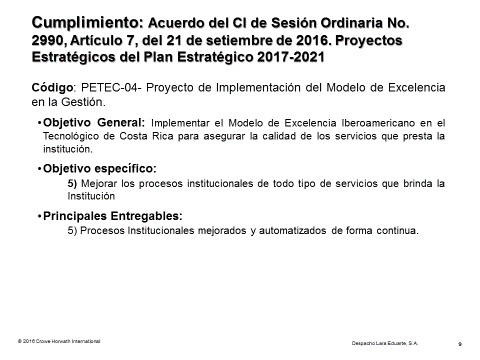 Cumplimiento: Acuerdo del CI de Sesión Ordinaria No.
2990, Artículo 7, del 21 de setiembre de 2016. Proyectos
Estratégicos del Plan Estratégico 2017-2021
Código: PETEC-04- Proyecto de Implementación del Modelo de Excelencia
en la Gestión.
•Objetivo General: Implementar el Modelo de Excelencia Iberoamericano en el
Tecnológico de Costa Rica para asegurar la calidad de los servicios que presta la
institución.
•Objetivo específico:
5) Mejorar los procesos institucionales de todo tipo de servicios que brinda la
Institución
•Principales Entregables:
5) Procesos Institucionales mejorados y automatizados de forma continua.
© 2016 Crowe Horwath International
Despacho Lara Eduarte, S.A.
9